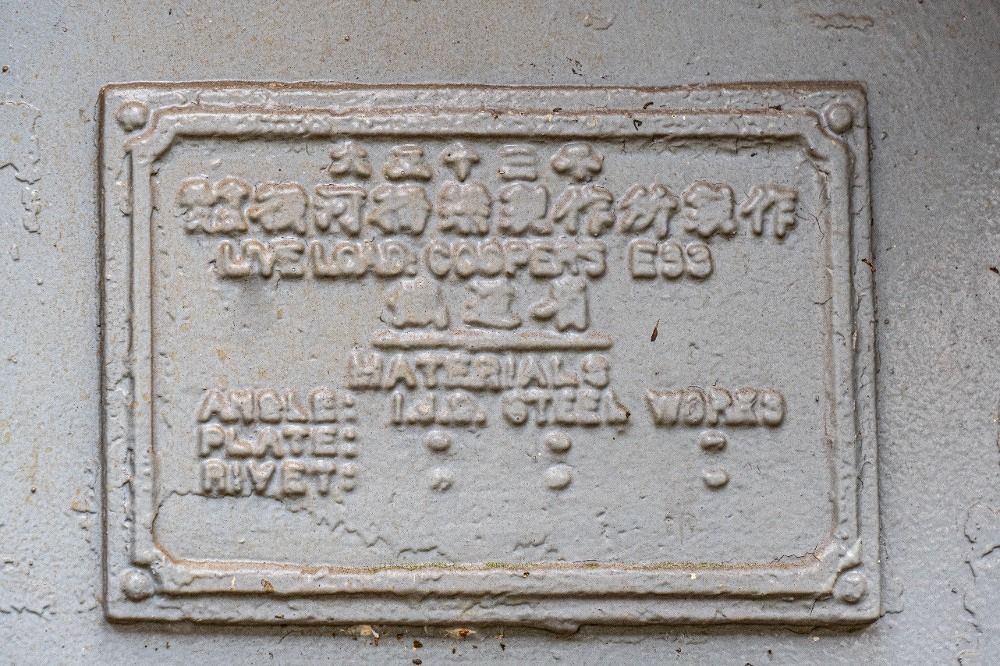 大正十三年
横河橋梁製作所製作
LIVE LOAD: COOPER'S E33
鐵道省
MATERIALS
ANGLE: I.J.G. STEEL WORKS
PLATE: " " "
RIVET: " " "